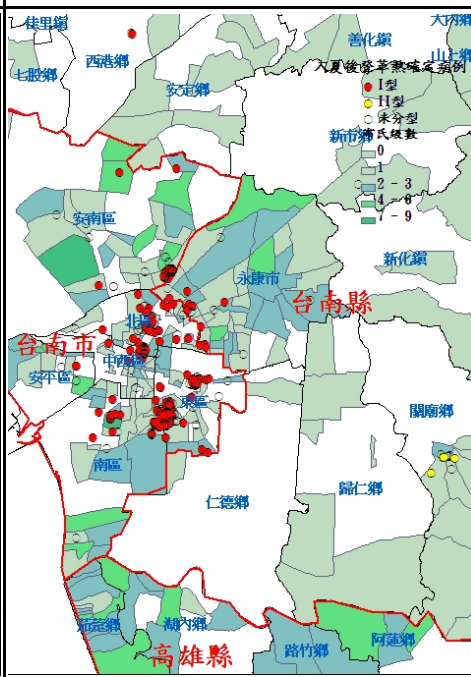 佳里鎮
西港鄉
七股鄉
安定鄉
善化鎮
大內鄉
山上鄉
入夏後登革熱確定病例
I型
II型
未分型
布氏級數
0
1
2 - 3
4 - 6
7 - 9
新市鄉
安南區
永康市
新化鎮
台南縣
台南市
北區
中西區
安平區
東區
南區
仁德鄉
歸仁鄉
關廟鄉
茄萣鄉
湖內鄉
高雄縣
路竹鄉
阿蓮鄉